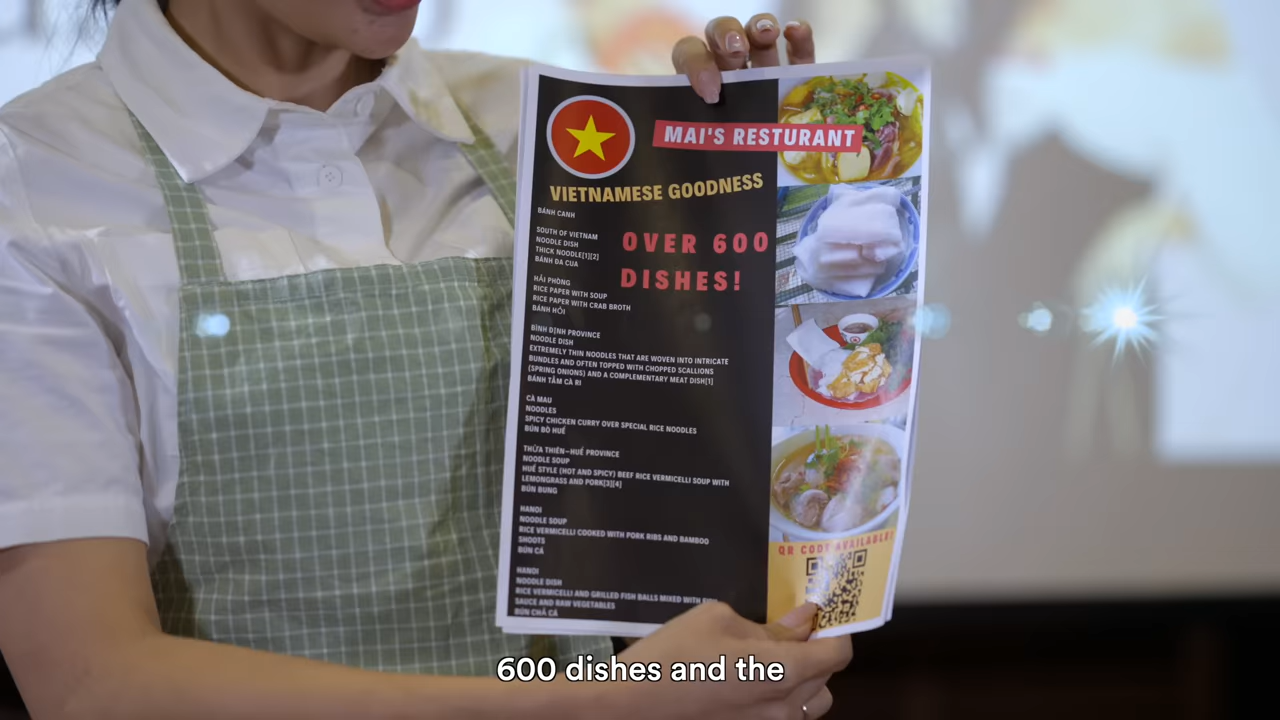 MAI'S RESTURANT
VIETNAMESE GOODNESS
OVER 600
DISHES!
BÁNH CANH
SOUTH OF VIETNAM
NOODLE DISH
THICK NOODLE[1][2]
BÁNH ĐA CUA
HẢI PHÒNG
RICE PAPER WITH SOUP
RICE PAPER WITH CRAB BROTH
BÁNH HỎI
BÌNH ĐỊNH PROVINCE
NOODLE DISH
EXTREMELY THIN NOODLES THAT ARE WOVEN INTO INTRICATE
BUNDLES AND OFTEN TOPPED WITH CHOPPED SCALLIONS
(SPRING ONIONS) AND A COMPLEMENTARY MEAT DISH[1]
BÁNH TẰM CÀ RI
CÀ MAU
NOODLES
SPICY CHICKEN CURRY OVER SPECIAL RICE NOODLES
BÚN BÒ HUẾ
THỪA THIÊN–HUẾ PROVINCE
NOODLE SOUP
HUẾ STYLE (HOT AND SPICY) BEEF RICE VERMICELLI SOUP WITH
LEMONGRASS AND PORK[3][4]
BÚN BUNG
HANOI
NOODLE SOUP
RICE VERMICELLI COOKED WITH PORK RIBS AND BAMBOO
SHOOTS
BÚN CÁ
HANOI
NOODLE DISH
RICE VERMICELLI AND GRILLED FISH BALLS MIXED WITH
SAUCE AND RAW VEGETABLES
BÚN CHẢ CÁ
QR CODE AVAILABLE!
600 dishes and the